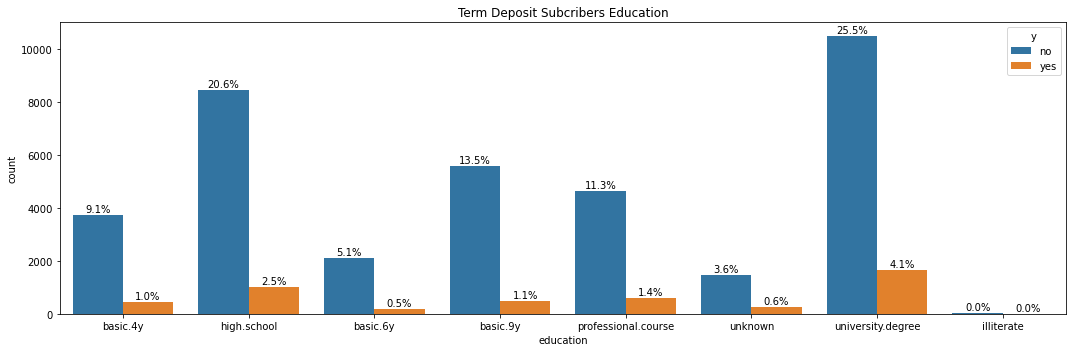 Term Deposit Subcribers Education
y
no
yes
count
10000
8000
6000
4000
2000
0
9.1%
1.0%
20.6%
2.5%
5.1%
0.5%
13.5%
1.1%
11.3%
1.4%
3.6%
0.6%
25.5%
4.1%
0.0%
0.0%
basic.4y
high.school
basic.6y
basic.9y
professional.course
unknown
university.degree
illiterate
education